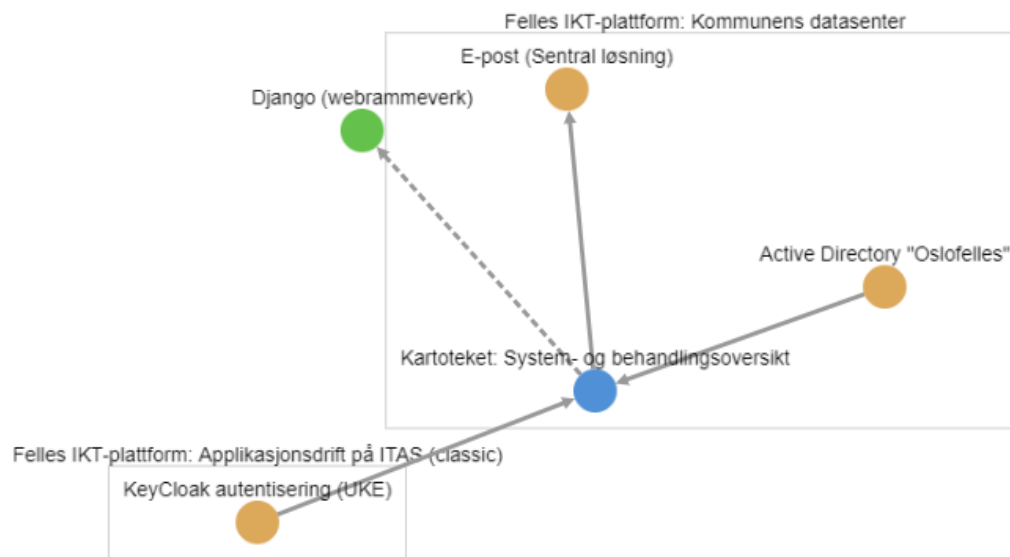 Felles IKT-plattform: Kommunens datasenter
E-post (Sentral løsning)
Django (webrammeverk)
Active Directory "Oslofelles"
Kartoteket: System- og behandlingsoversikt
Felles IKT-plattform: Applikasjonsdrift på ITAS (classic)
KeyCloak autentisering (UKE)